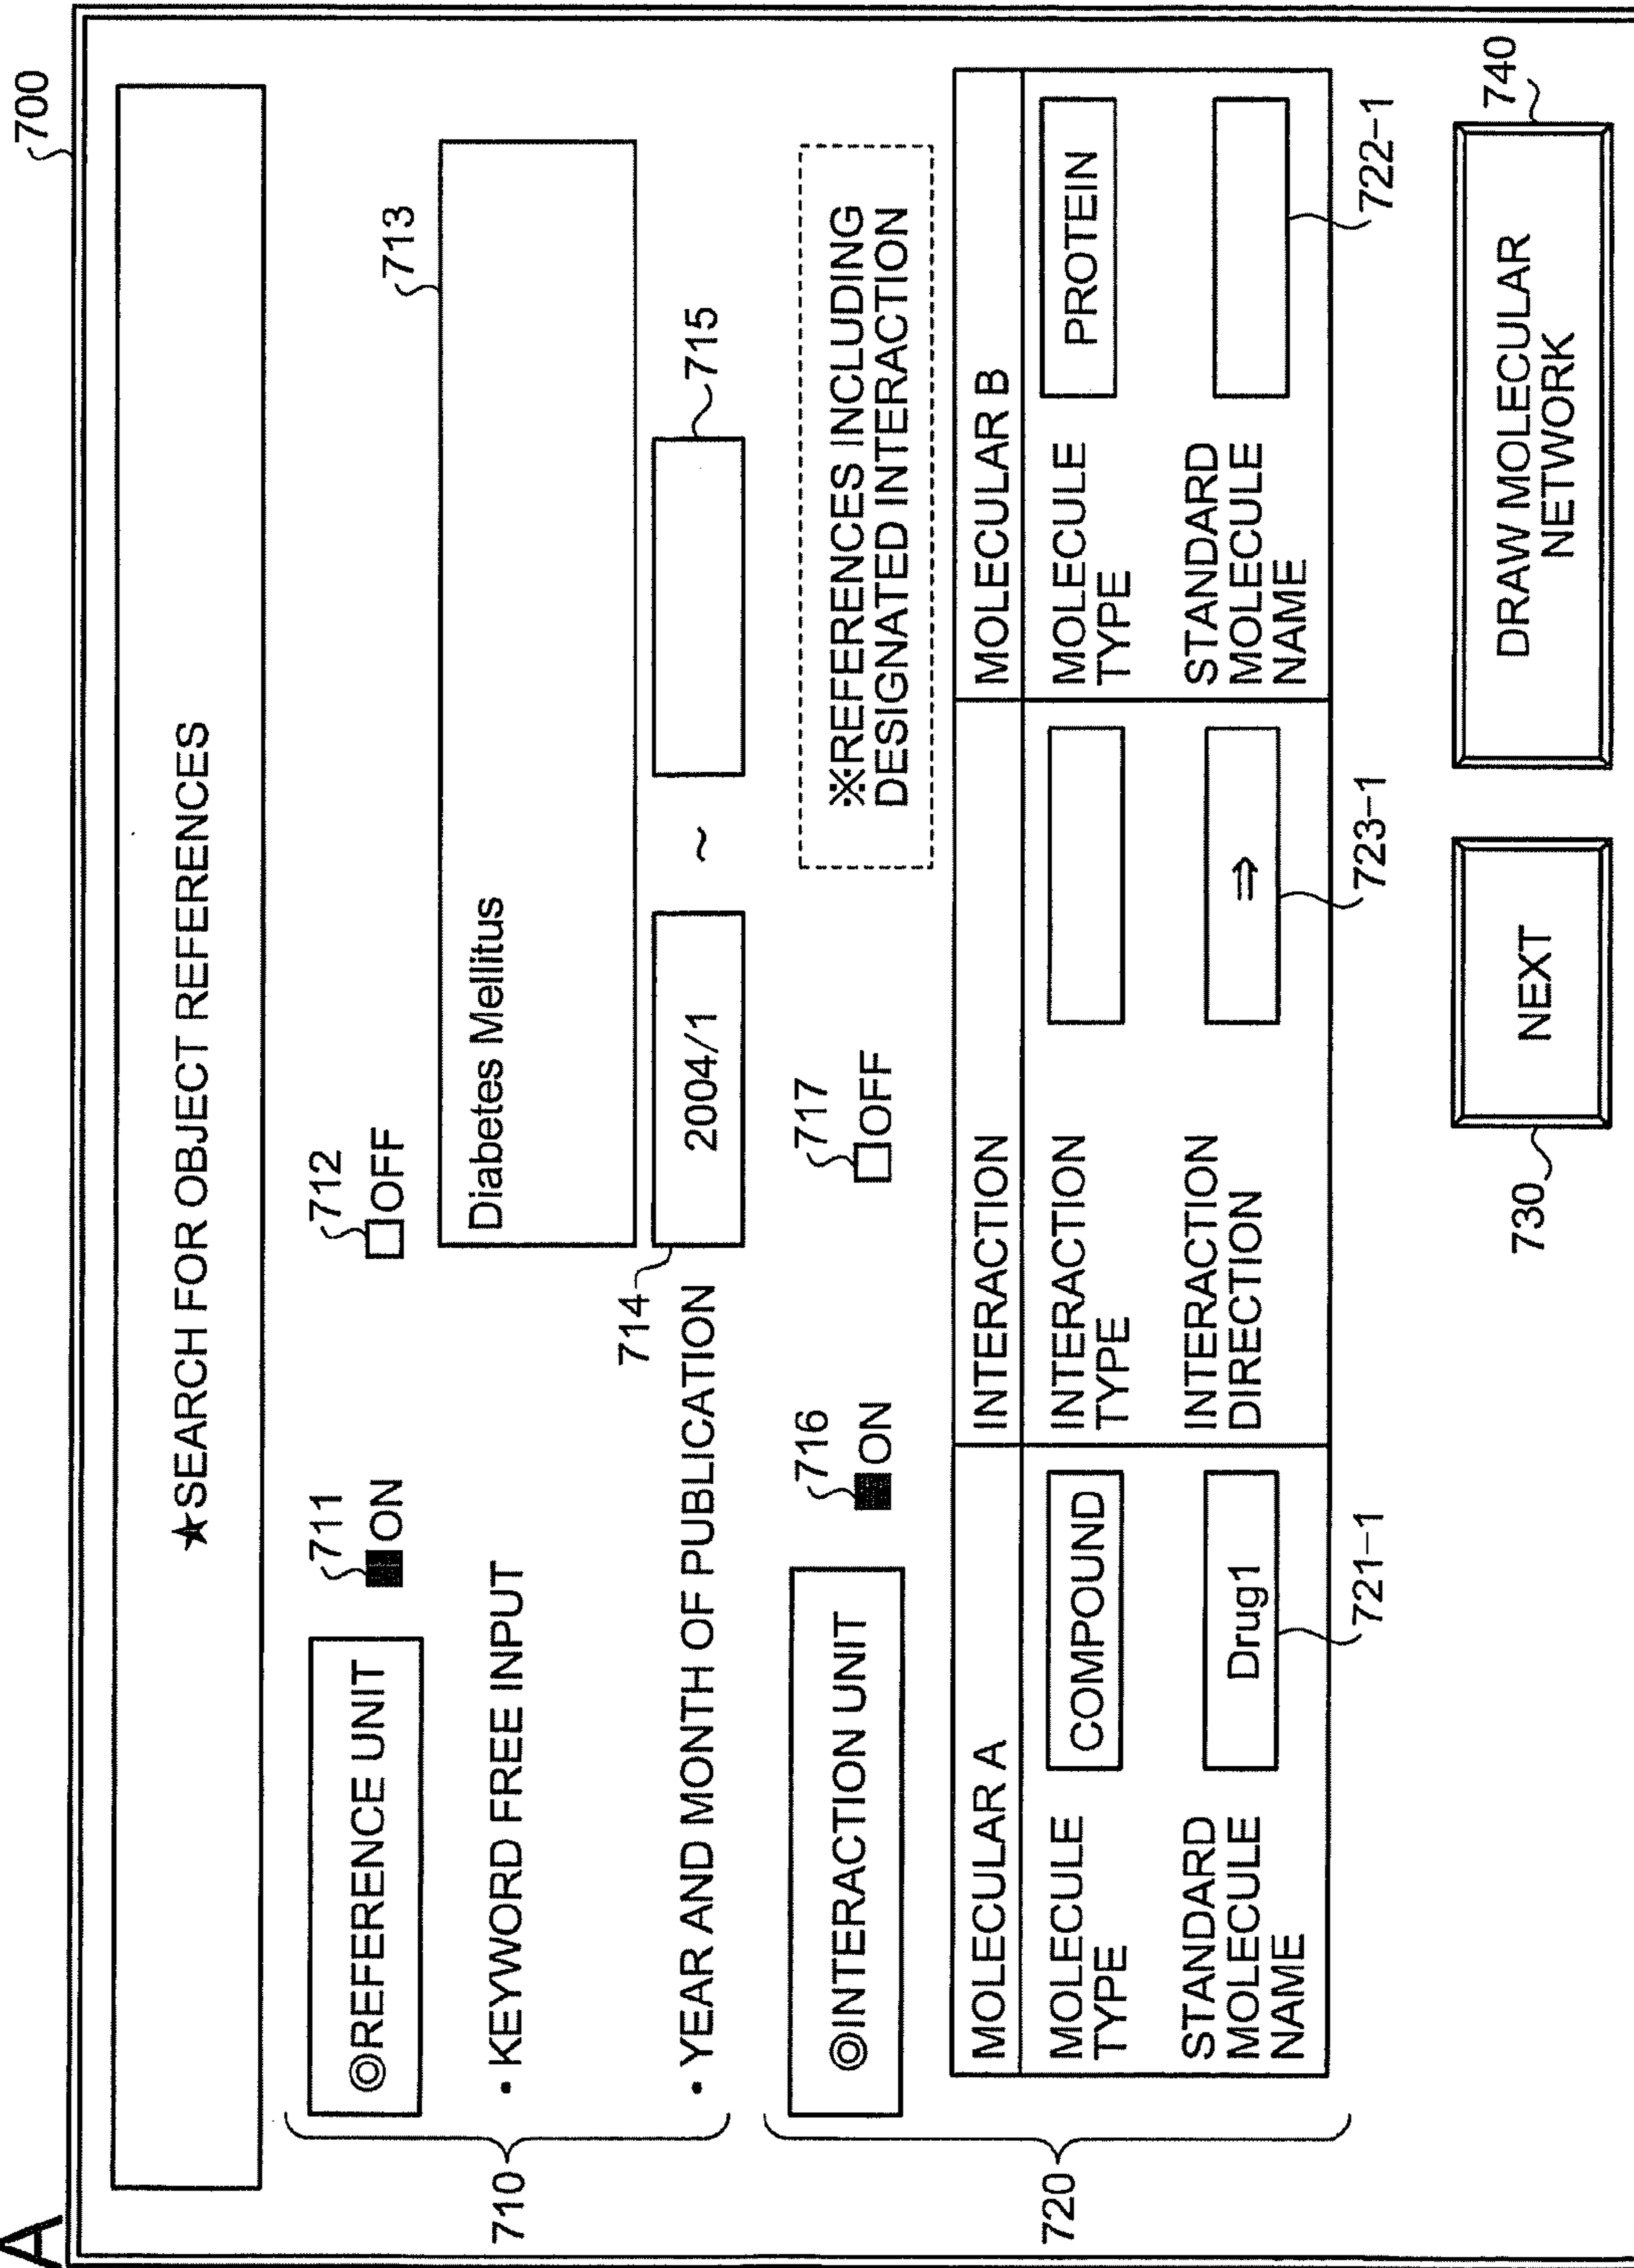 A
700
★SEARCH FOR OBJECT REFERENCES
711
712
◎REFERENCE UNIT
■ON
□OFF
713
710
• KEYWORD FREE INPUT
Diabetes Mellitus
714
• YEAR AND MONTH OF PUBLICATION
2004/1
~
715
716
717
◎INTERACTION UNIT
■ON
□OFF
※REFERENCES INCLUDING
DESIGNATED INTERACTION
720
MOLECULAR A
INTERACTION
MOLECULAR B
MOLECULE
TYPE
COMPOUND
INTERACTION
TYPE
MOLECULE
TYPE
PROTEIN
STANDARD
MOLECULE
NAME
Drug1
INTERACTION
DIRECTION
⇒
STANDARD
MOLECULE
NAME
721-1
723-1
722-1
730
NEXT
DRAW MOLECULAR
NETWORK
740